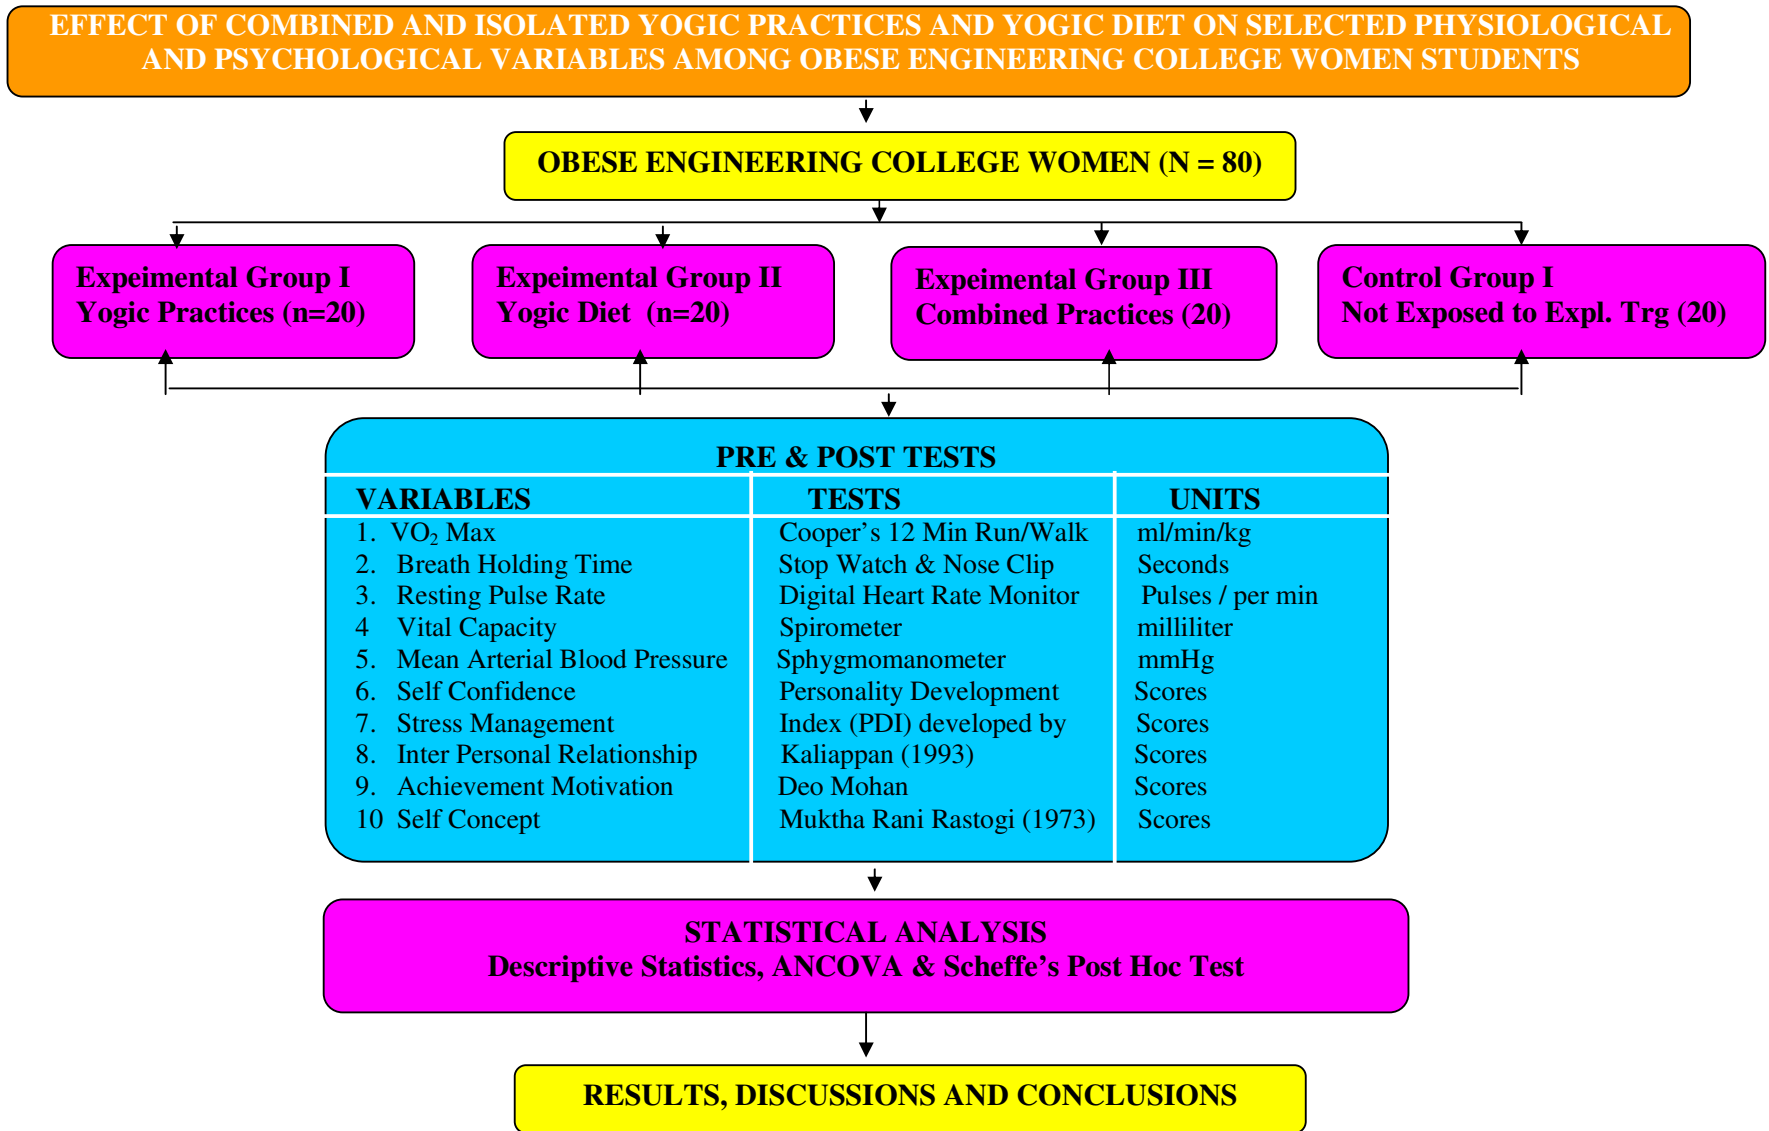 EFFECT OF COMBINED AND ISOLATED YOGIC PRACTICES AND YOGIC DIET ON SELECTED PHYSIOLOGICAL
AND PSYCHOLOGICAL VARIABLES AMONG OBESE ENGINEERING COLLEGE WOMEN STUDENTS
OBESE ENGINEERING COLLEGE WOMEN (N = 80)
Expeimental Group I
Yogic Practices (n=20)
Expeimental Group II
Yogic Diet (n=20)
Expeimental Group III
Combined Practices (20)
Control Group I
Not Exposed to Expl. Trg (20)
PRE & POST TESTS
VARIABLES TESTS UNITS
1. VO₂ Max Cooper’s 12 Min Run/Walk ml/min/kg
2. Breath Holding Time Stop Watch & Nose Clip Seconds
3. Resting Pulse Rate Digital Heart Rate Monitor Pulses / per min
4 Vital Capacity Spirometer milliliter
5. Mean Arterial Blood Pressure Sphygmomanometer mmHg
6. Self Confidence Personality Development Scores
7. Stress Management Index (PDI) developed by Scores
8. Inter Personal Relationship Kaliappan (1993) Scores
9. Achievement Motivation Deo Mohan Scores
10 Self Concept Muktha Rani Rastogi (1973) Scores
STATISTICAL ANALYSIS
Descriptive Statistics, ANCOVA & Scheffe’s Post Hoc Test
RESULTS, DISCUSSIONS AND CONCLUSIONS